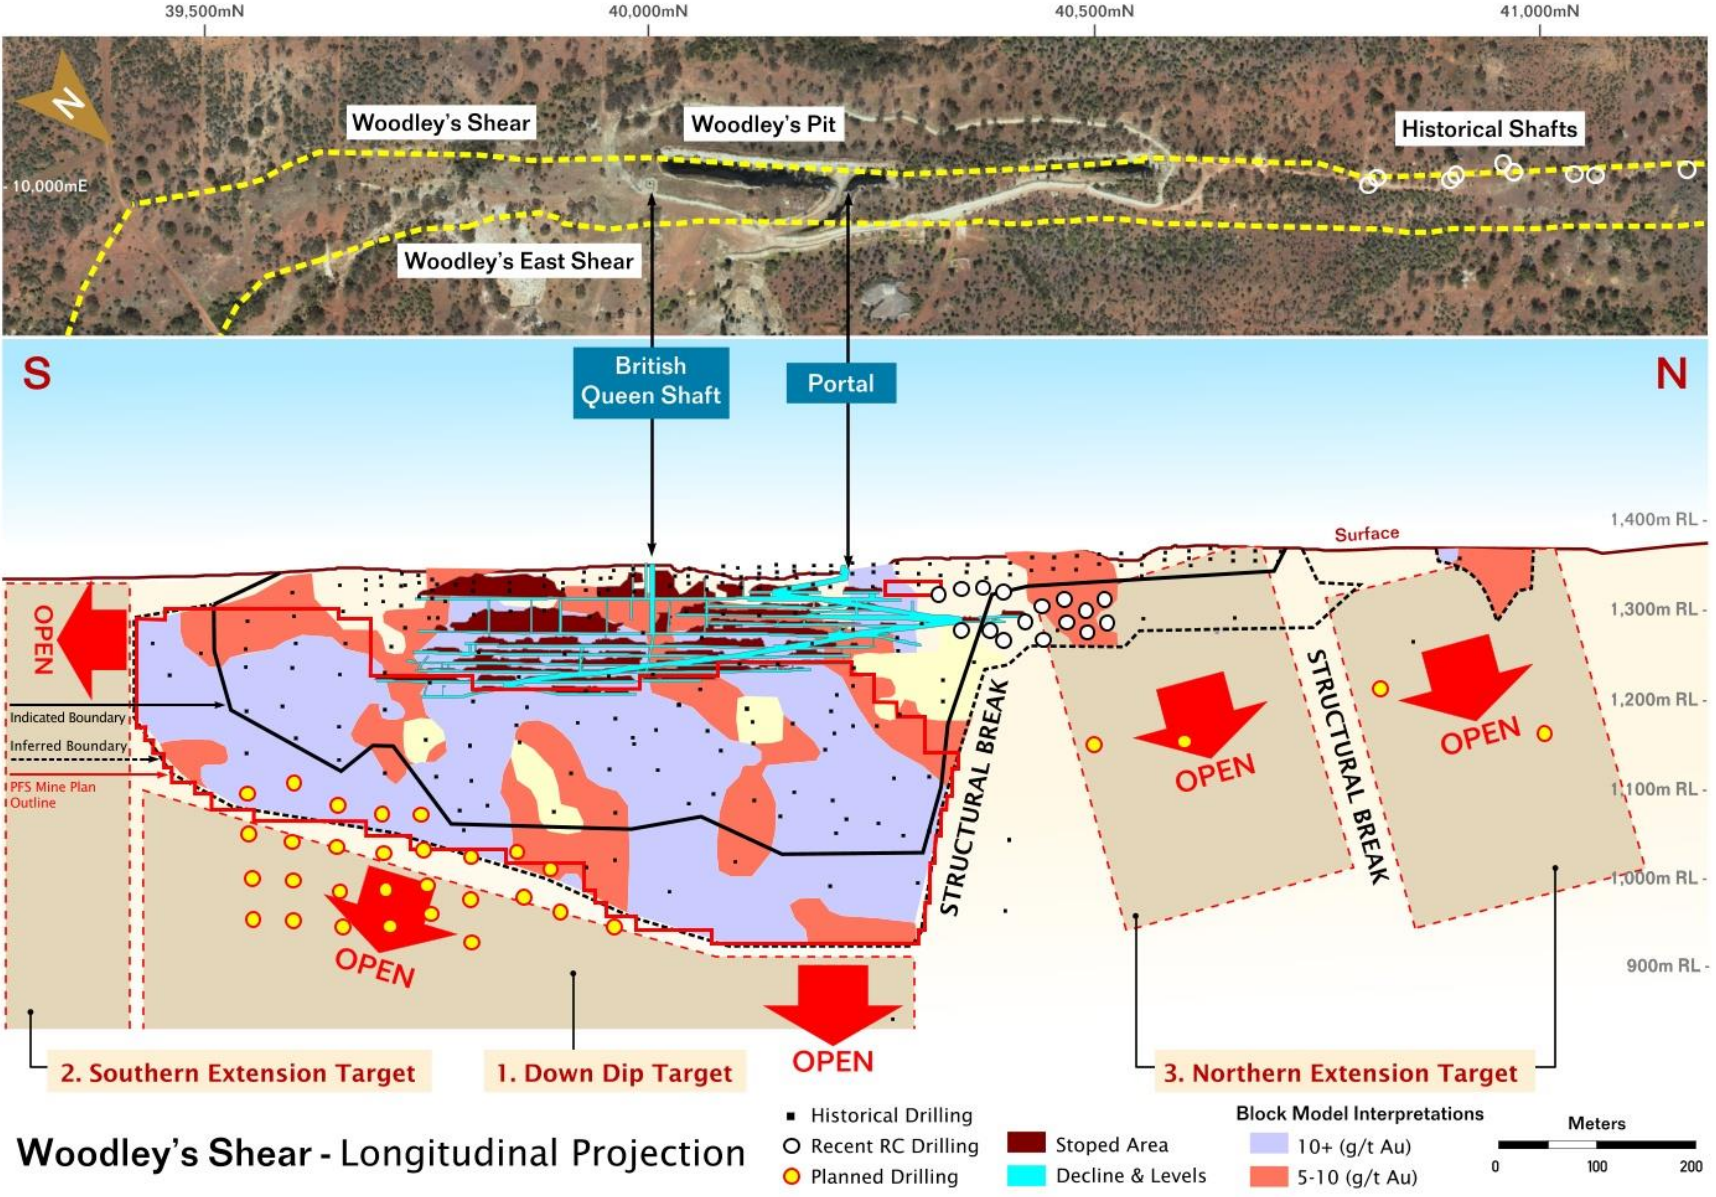 39,500mN
40,000mN
40,500mN
41,000mN
N
Woodley's Shear
Woodley's Pit
Historical Shafts
- 10,000mE
Woodley's East Shear
S
British
Queen Shaft
Portal
N
1,400m RL -
Surface
OPEN
1,300m RL -
STRUCTURAL BREAK
STRUCTURAL BREAK
1,200m RL -
Indicated Boundary
Inferred Boundary
PFS Mine Plan
Outline
OPEN
OPEN
1,100m RL -
1,000m RL -
OPEN
900m RL -
OPEN
2. Southern Extension Target
1. Down Dip Target
3. Northern Extension Target
Woodley's Shear - Longitudinal Projection
Historical Drilling
Recent RC Drilling
Planned Drilling
Stoped Area
Decline & Levels
Block Model Interpretations
10+ (g/t Au)
5-10 (g/t Au)
Meters
0 100 200